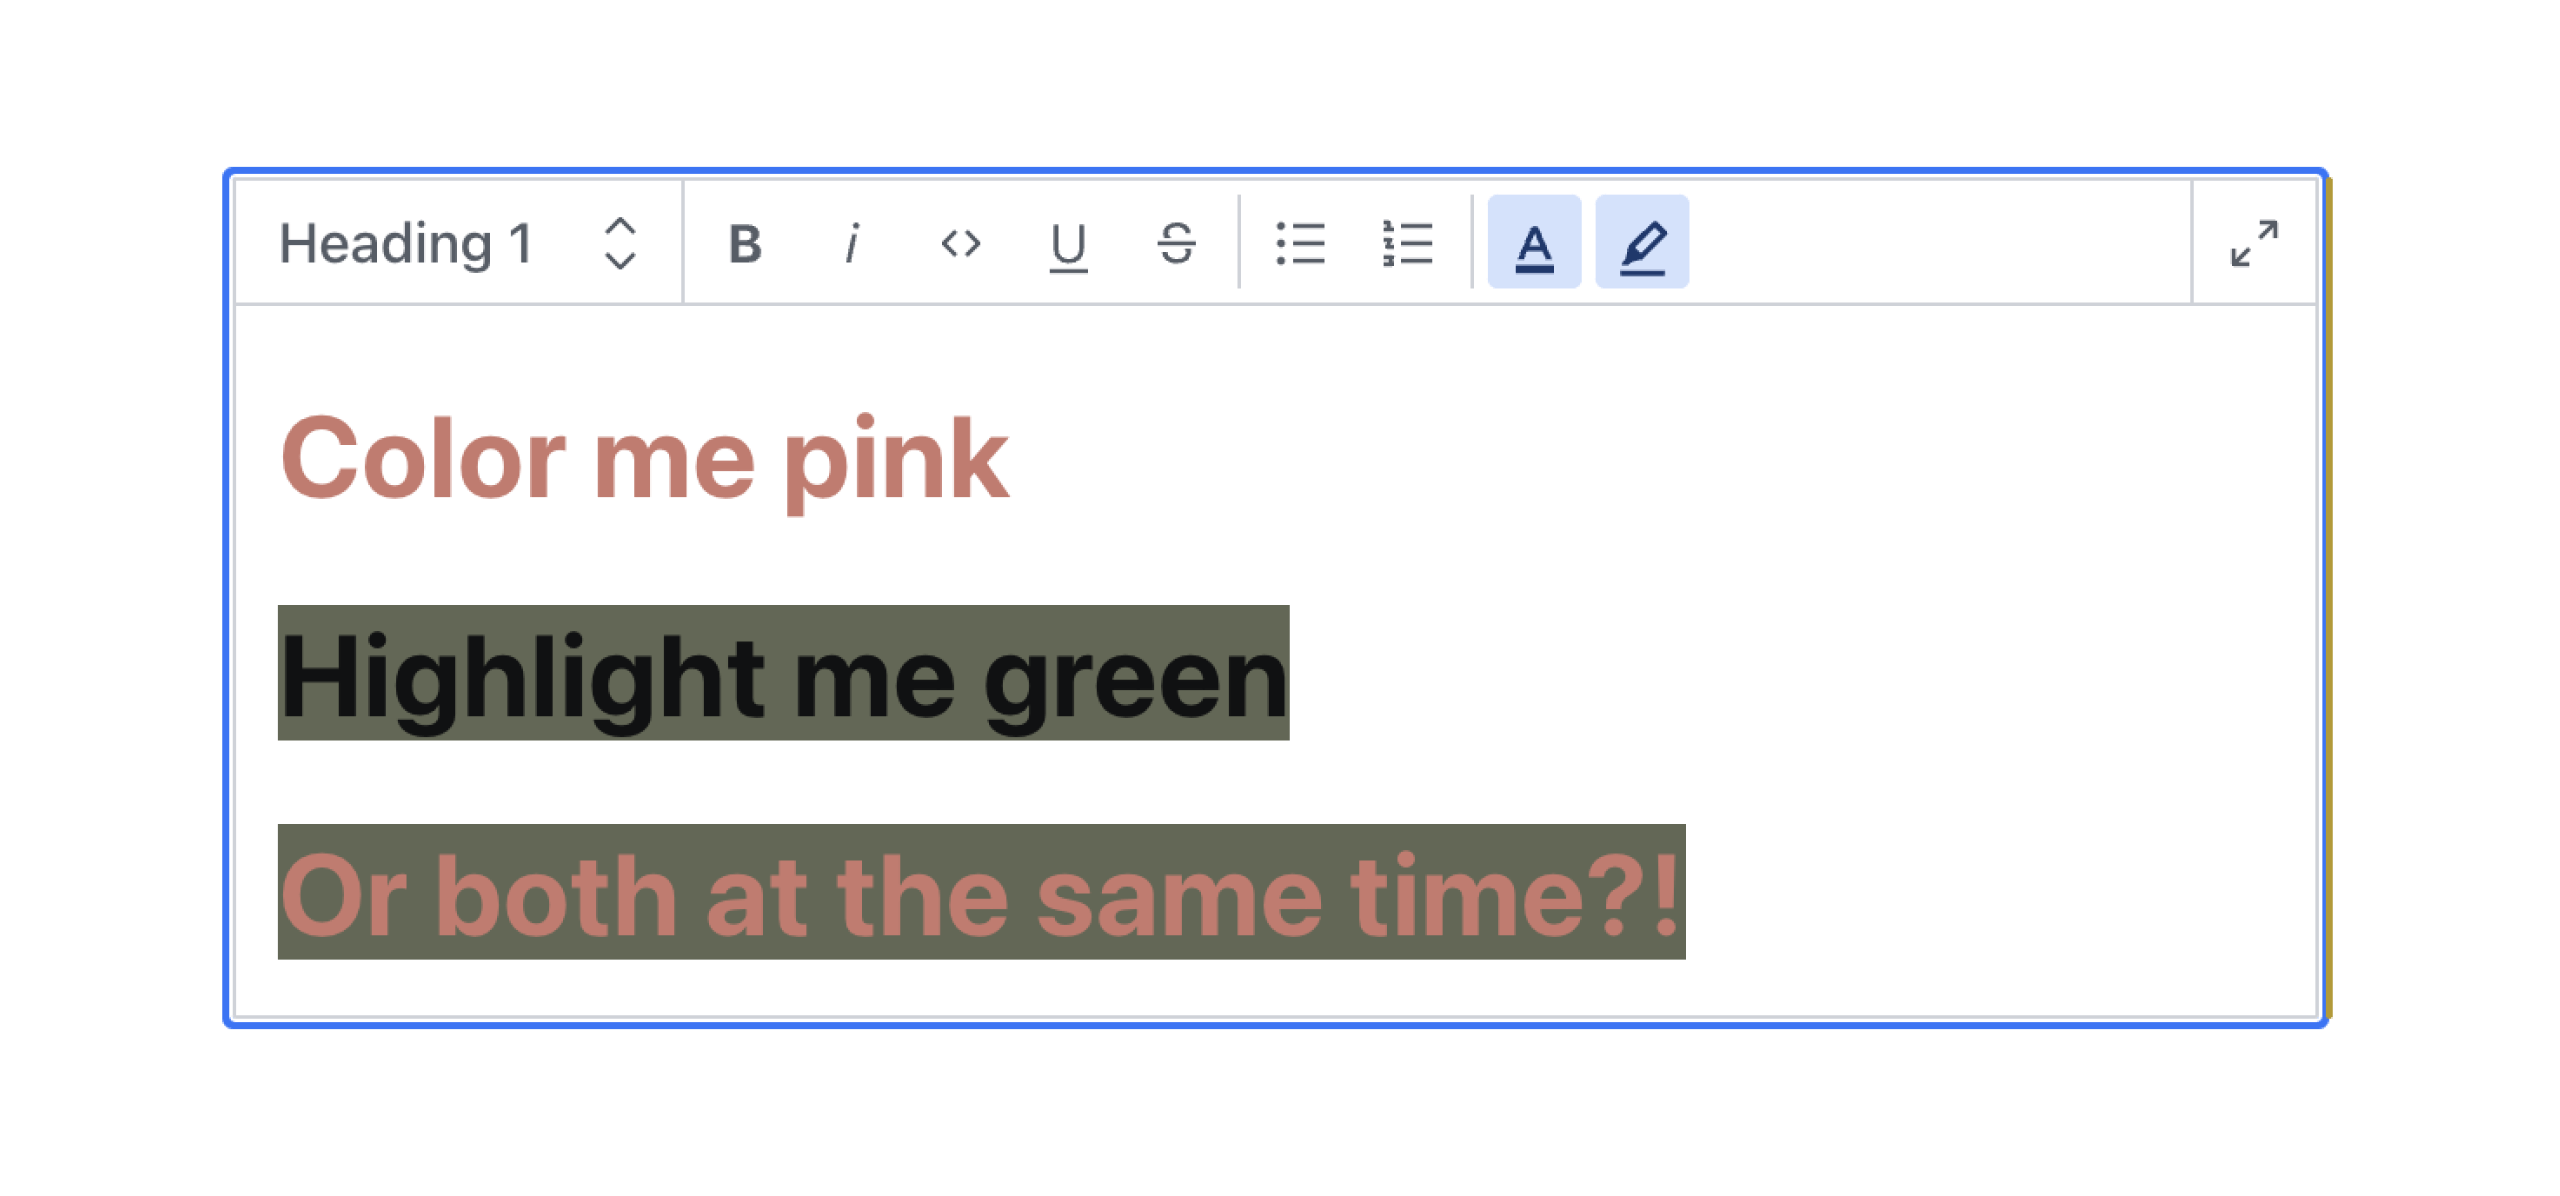 Heading 1 B i <> U S A
Color me pink
Highlight me green
Or both at the same time?!